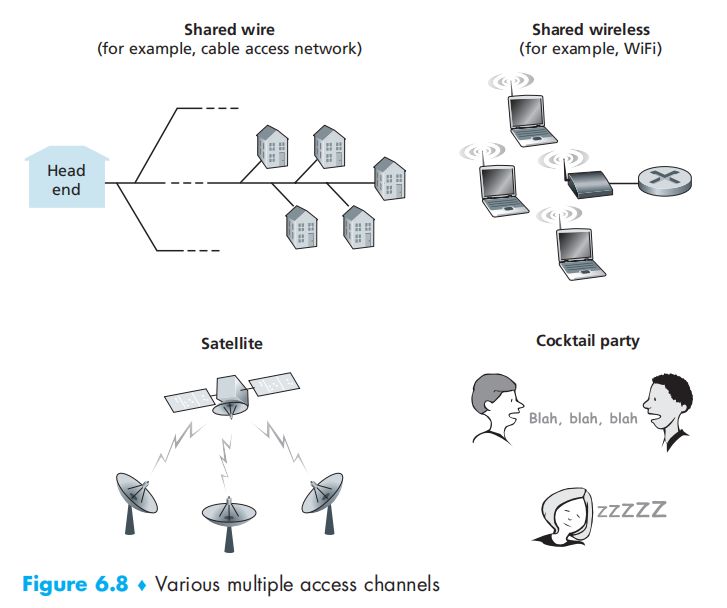 Shared wire
(for example, cable access network)
Head
end
Shared wireless
(for example, WiFi)
Satellite
Cocktail party
Blah, blah, blah
zzzzz
Figure 6.8 ♦ Various multiple access channels